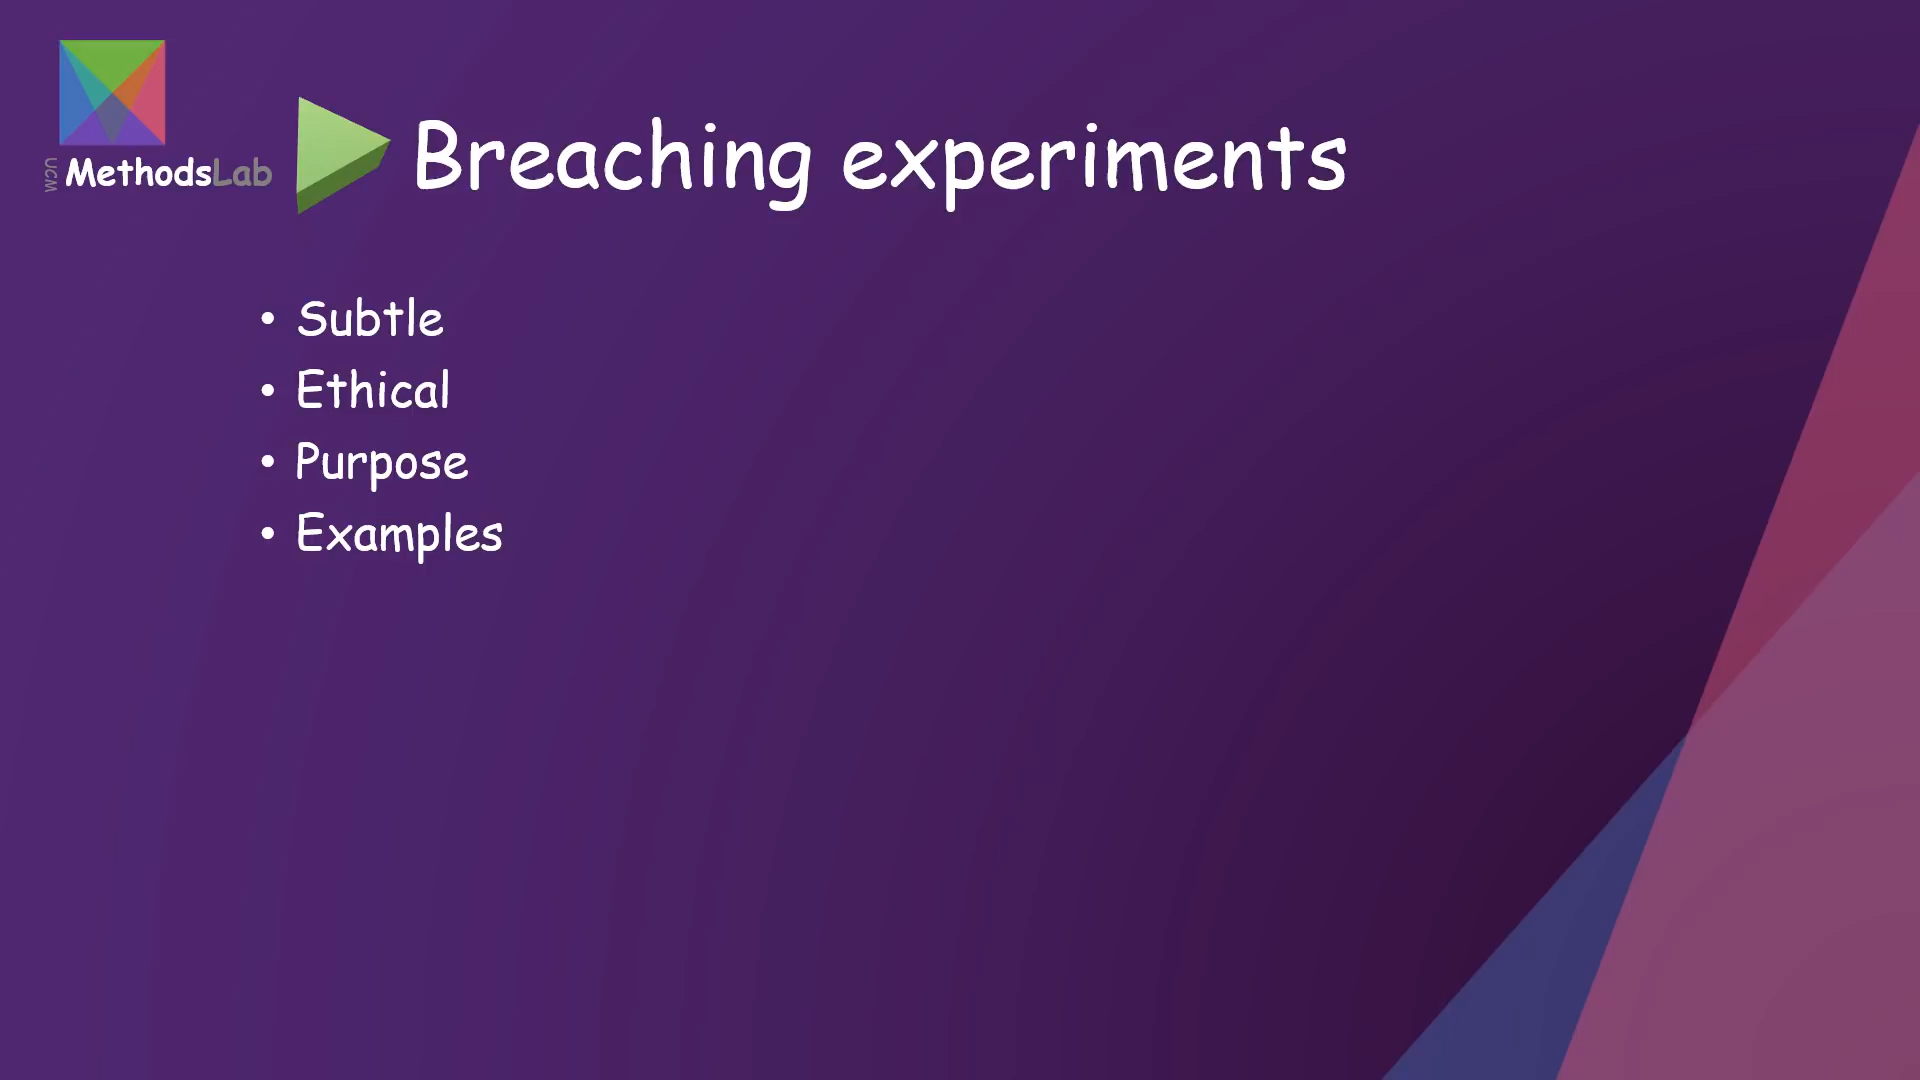 UCM
MethodsLab
Breaching experiments
• Subtle
• Ethical
• Purpose
• Examples